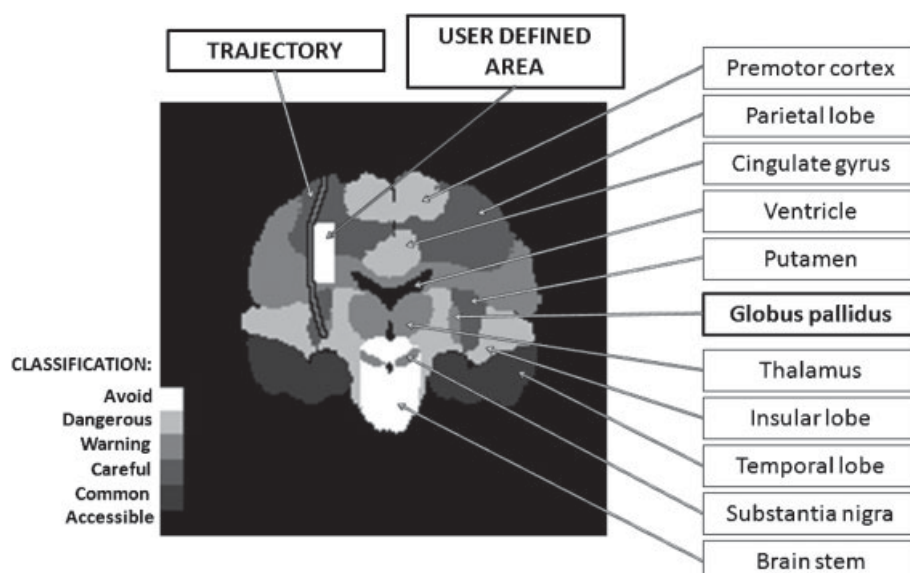 TRAJECTORY
USER DEFINED
AREA
Premotor cortex
Parietal lobe
Cingulate gyrus
Ventricle
Putamen
Globus pallidus
Thalamus
Insular lobe
Temporal lobe
Substantia nigra
Brain stem
CLASSIFICATION:
Avoid
Dangerous
Warning
Careful
Common
Accessible